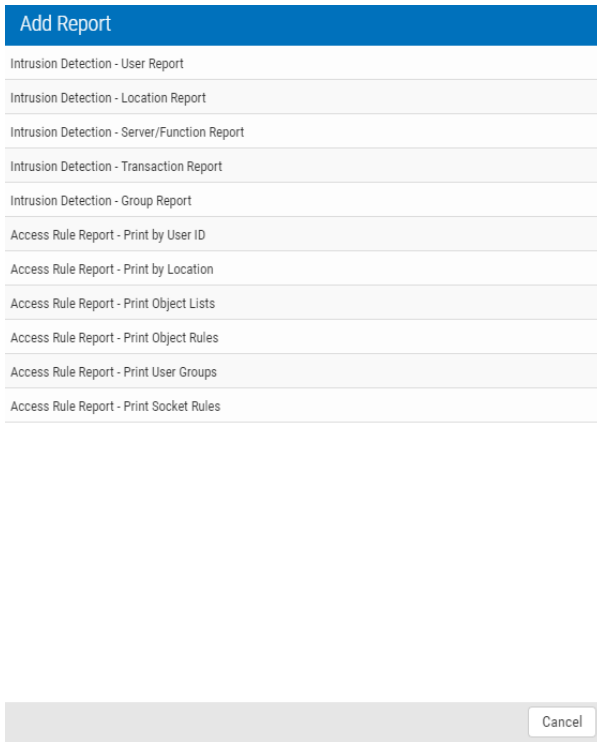 Add Report
Intrusion Detection - User Report
Intrusion Detection - Location Report
Intrusion Detection - Server/Function Report
Intrusion Detection - Transaction Report
Intrusion Detection - Group Report
Access Rule Report - Print by User ID
Access Rule Report - Print by Location
Access Rule Report - Print Object Lists
Access Rule Report - Print Object Rules
Access Rule Report - Print User Groups
Access Rule Report - Print Socket Rules
Cancel